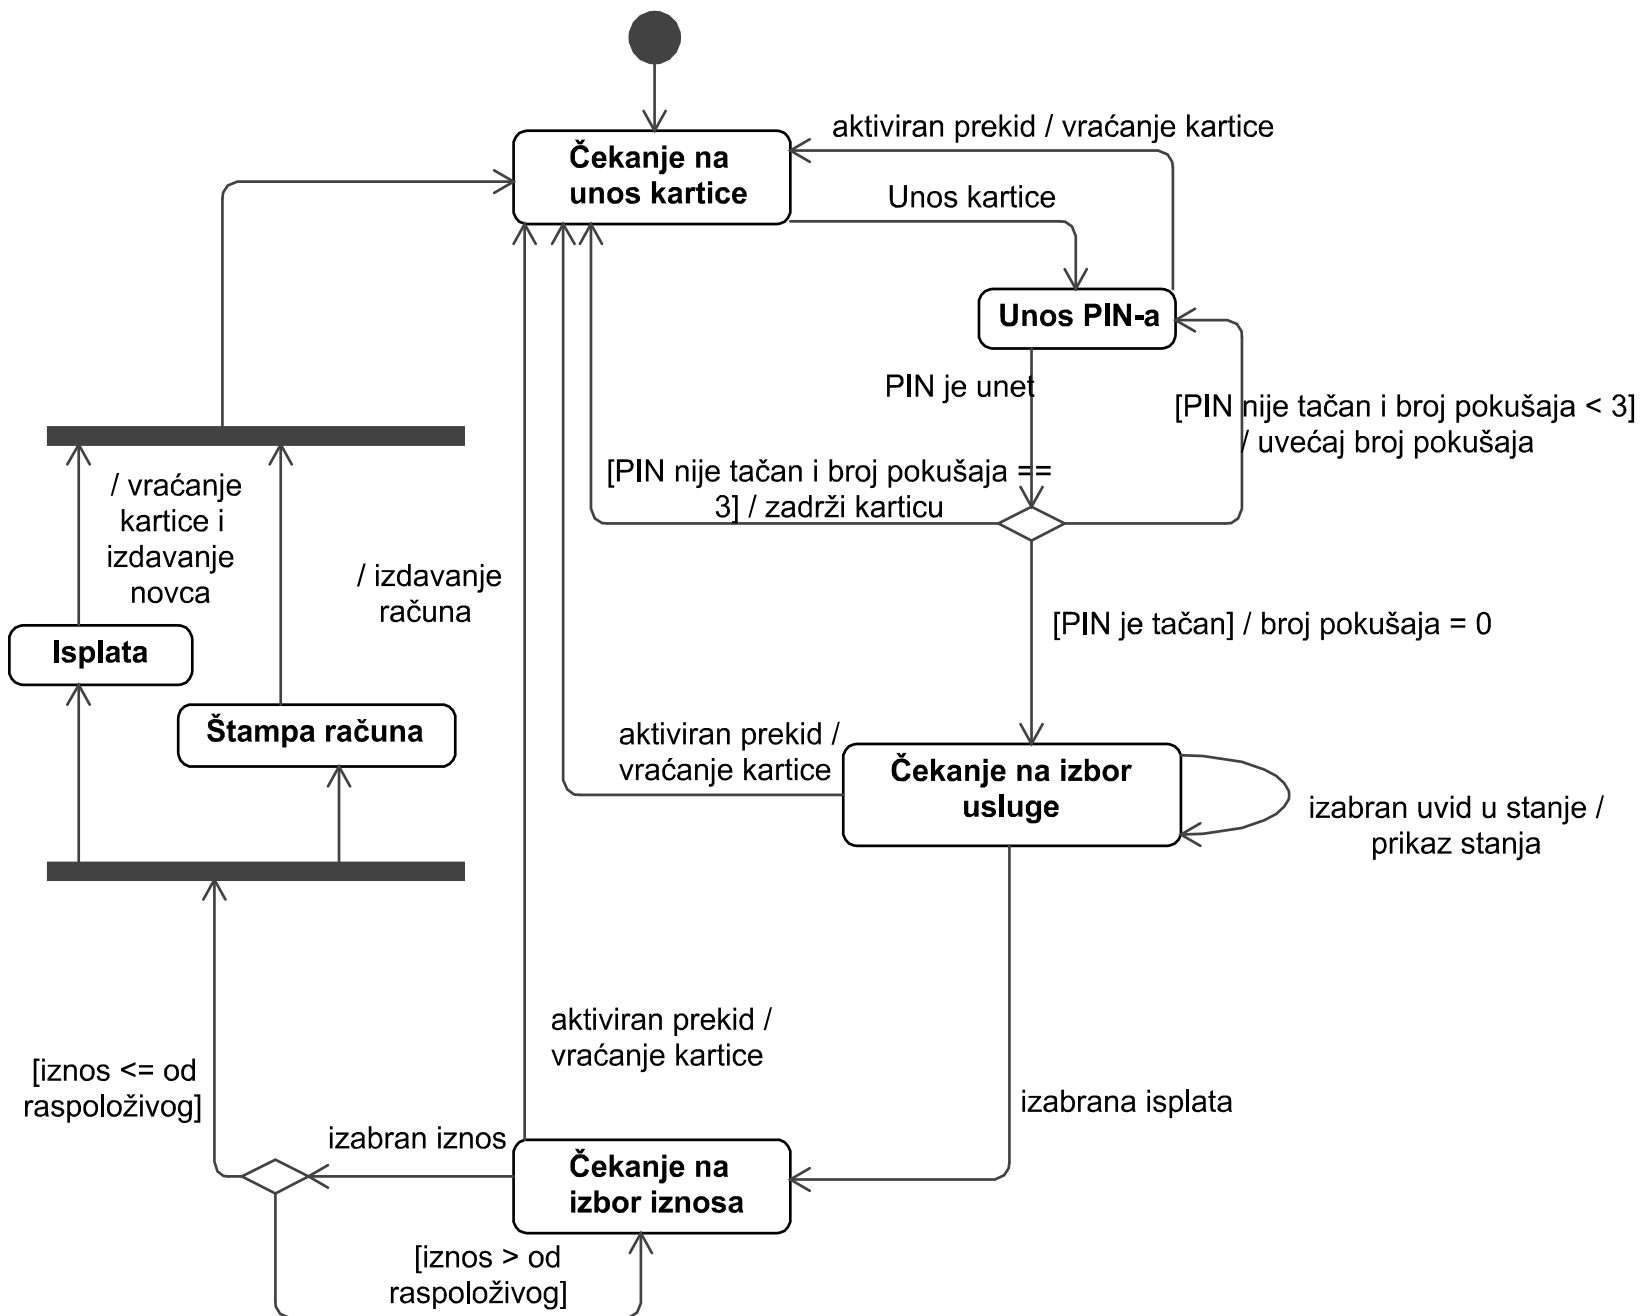 aktiviran prekid / vraćanje kartice
Čekanje na
unos kartice
Unos kartice
Unos PIN-a
PIN je unet
[PIN nije tačan i broj pokušaja < 3]
/ uvećaj broj pokušaja
[PIN nije tačan i broj pokušaja ==
3] / zadrži karticu
/ vraćanje
kartice i
izdavanje
novca
/ izdavanje
računa
[PIN je tačan] / broj pokušaja = 0
Isplata
Štampa računa
aktiviran prekid /
vraćanje kartice
Čekanje na izbor
usluge
izabran uvid u stanje /
prikaz stanja
aktiviran prekid /
vraćanje kartice
[iznos <= od
raspoloživog]
izabrana isplata
izabran iznos
Čekanje na
izbor iznosa
[iznos > od
raspoloživog]